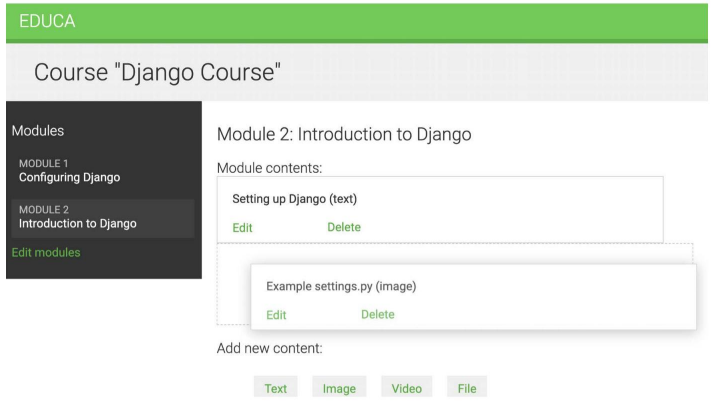 EDUCA
Course "Django Course"
Modules
MODULE 1
Configuring Django
MODULE 2
Introduction to Django
Edit modules
Module 2: Introduction to Django
Module contents:
Setting up Django (text)
Edit Delete
Example settings.py (image)
Edit Delete
Add new content:
Text Image Video File